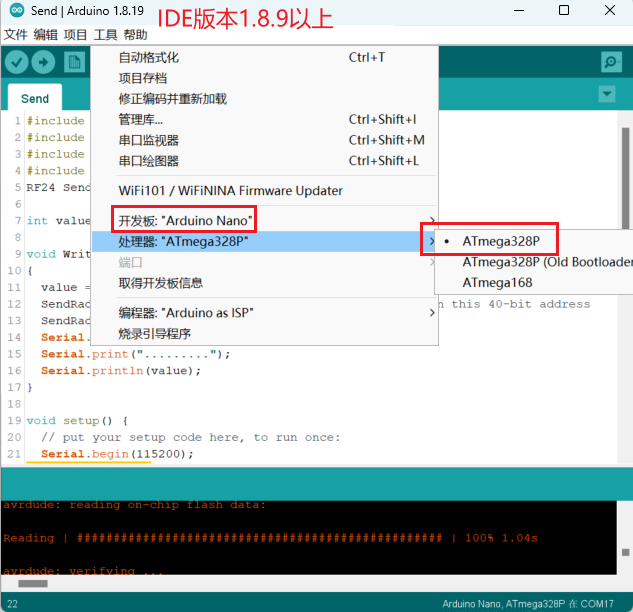 Send | Arduino 1.8.19
IDE版本1.8.9以上
文件 编辑 项目 工具 帮助
自动格式化 Ctrl+T
项目存档
修正编码并重新加载
管理库... Ctrl+Shift+I
串口监视器 Ctrl+Shift+M
串口绘图器 Ctrl+Shift+L
WiFi101 / WiFiNINA Firmware Updater
开发板: "Arduino Nano"
处理器: "ATmega328P"
端口
取得开发板信息
编程器: "Arduino as ISP"
烧录引导程序
ATmega328P
ATmega328P (Old Bootloader
ATmega168
Send
1 #include
2 #include
3 #include
4 #include
5 RF24 Send
6
7 int value
8
9 void Writ
10 {
11 value =
12 SendRad n this 40-bit address
13 SendRad
14 Serial.
15 Serial.print(".........");
16 Serial.println(value);
17 }
18
19 void setup() {
20 // put your setup code here, to run once:
21 Serial.begin(115200);
avrdude: reading on-chip flash data:
Reading | ################################################## | 100% 1.04s
avrdude: verifying ...
22 Arduino Nano, ATmega328P 在 COM17